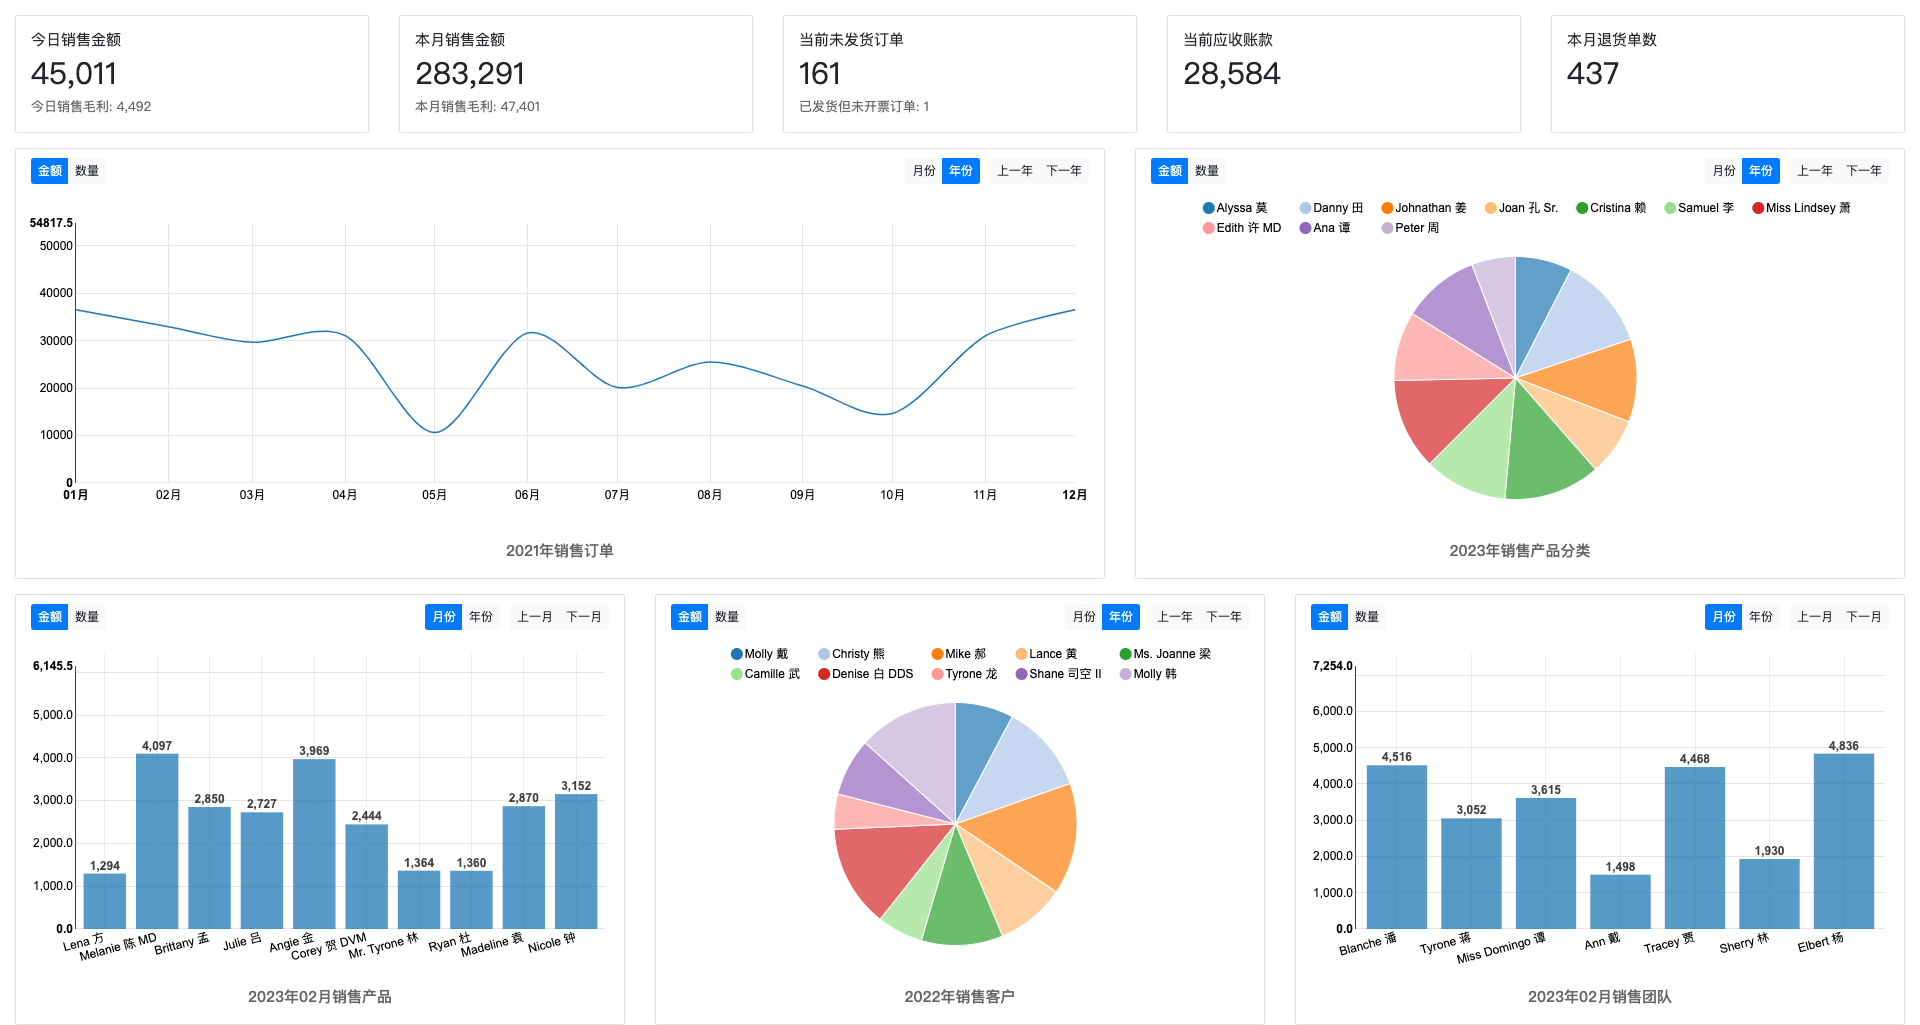 今日销售金额
45,011
今日销售毛利: 4,492
本月销售金额
283,291
本月销售毛利: 47,401
当前未发货订单
161
已发货但未开票订单: 1
当前应收账款
28,584
本月退货单数
437
金额 数量 月份 年份 上一年 下一年
54817.5
50000
40000
30000
20000
10000
0
01月 02月 03月 04月 05月 06月 07月 08月 09月 10月 11月 12月
2021年销售订单
金额 数量 月份 年份 上一年 下一年
Alyssa 莫 Danny 田 Johnathan 姜 Joan 孔 Sr. Cristina 赖 Samuel 李 Miss Lindsey 萧
Edith 许 MD Ana 谭 Peter 周
2023年销售产品分类
金额 数量 月份 年份 上一月 下一月
6,145.5
5,000.0
4,000.0
3,000.0
2,000.0
1,000.0
0.0
1,294 4,097 2,850 2,727 3,969 2,444 1,364 1,360 2,870 3,152
Lena 方 Melanie 陈 MD Brittany 孟 Julie 吕 Angie 金 Corey 贺 DVM Mr. Tyrone 林 Ryan 杜 Madeline 袁 Nicole 钟
2023年02月销售产品
金额 数量 月份 年份 上一年 下一年
Molly 戴 Christy 熊 Mike 郝 Lance 黄 Ms. Joanne 梁
Camille 武 Denise 白 DDS Tyrone 龙 Shane 司空 II Molly 韩
2022年销售客户
金额 数量 月份 年份 上一月 下一月
7,254.0
6,000.0
5,000.0
4,000.0
3,000.0
2,000.0
1,000.0
0.0
4,516 3,052 3,615 1,498 4,468 1,930 4,836
Blanche 潘 Tyrone 蒋 Miss Domingo 谭 Ann 戴 Tracey 贾 Sherry 林 Elbert 杨
2023年02月销售团队